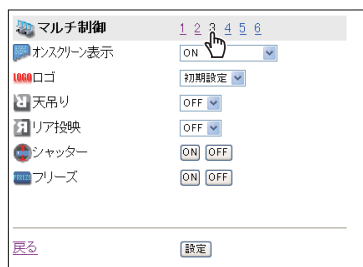 マルチ制御 1 2 3 4 5 6
オンスクリーン表示 ON
LOGO ロゴ 初期設定
天吊り OFF
リア投映 OFF
シャッター ON OFF
FREEZE フリーズ ON OFF
戻る 設定